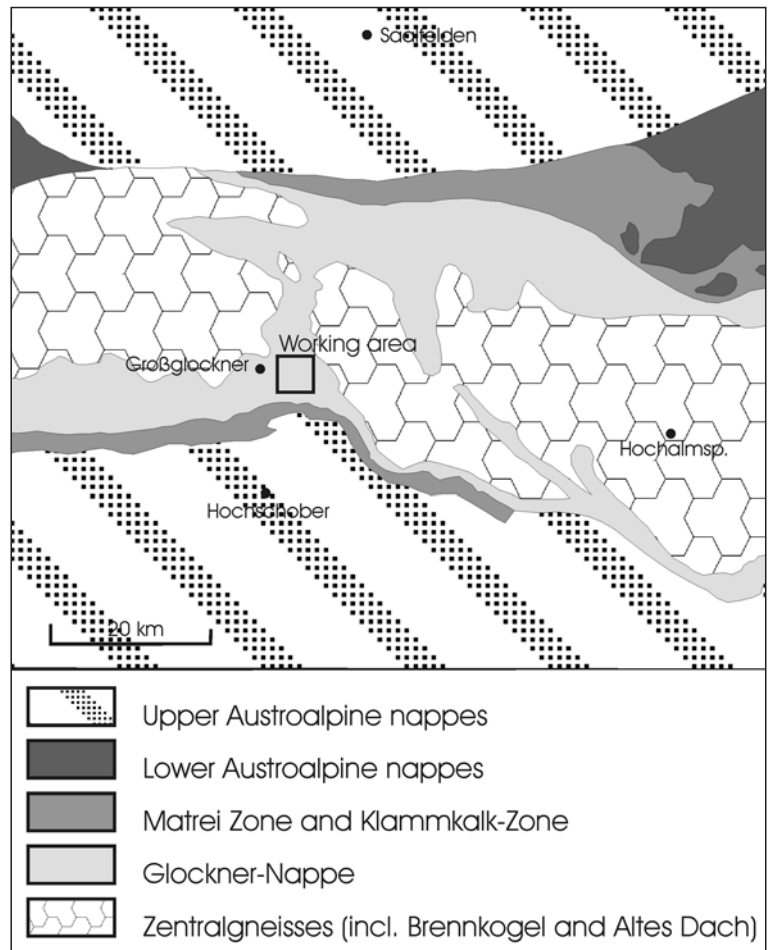 Saalfelden
Working area
Großglockner
Hochalmsp.
Hochschober
20 km
Upper Austroalpine nappes
Lower Austroalpine nappes
Matrei Zone and Klammkalk-Zone
Glockner-Nappe
Zentralgneisses (incl. Brennkogel and Altes Dach)